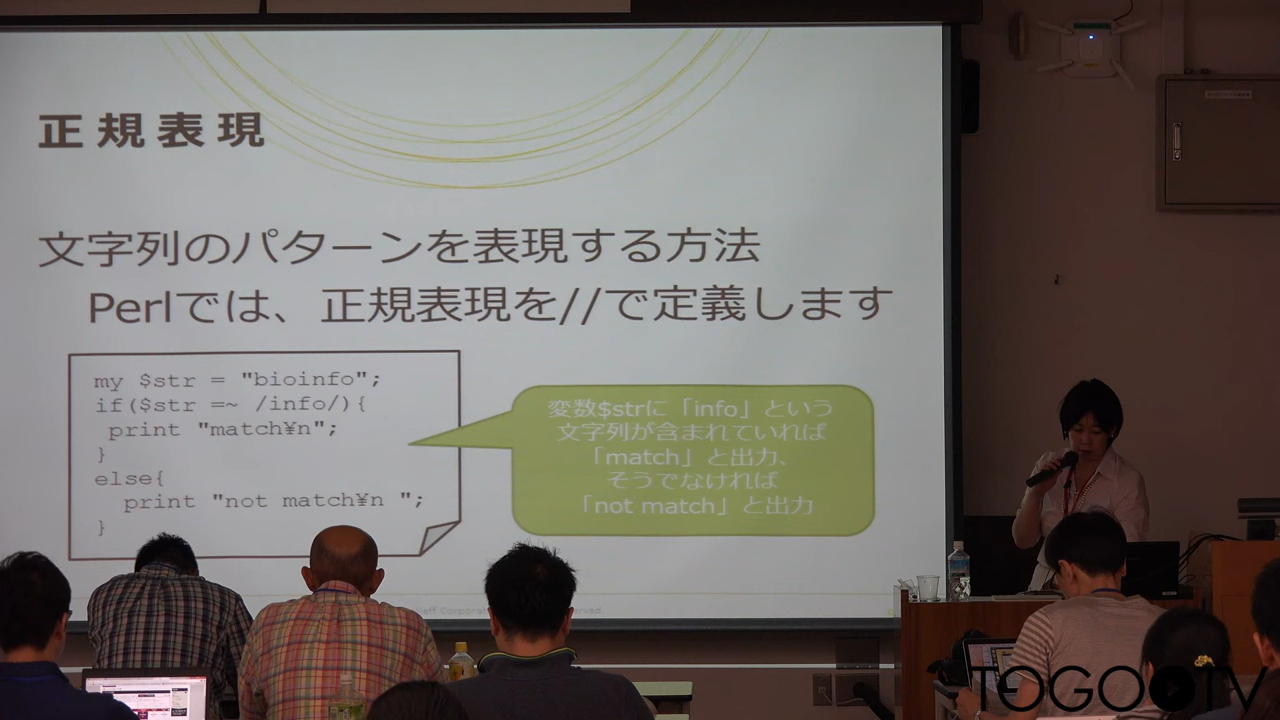 正規表現
文字列のパターンを表現する方法
Perlでは、正規表現を//で定義します
my $str = "bioinfo";
if($str =~ /info/){
print "match¥n";
}
else{
print "not match¥n ";
}
変数$strに「info」という
文字列が含まれていれば
「match」と出力、
そうでなければ
「not match」と出力
TOGOTV